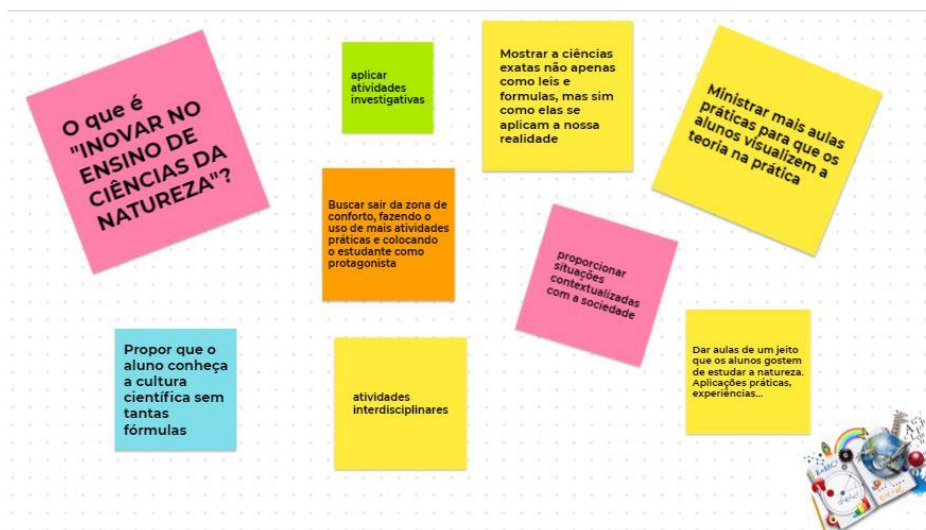 O que é
"INOVAR NO
ENSINO DE
CIÊNCIAS DA
NATUREZA"?
aplicar
atividades
investigativas
Mostrar a ciências
exatas não apenas
como leis e
formulas, mas sim
como elas se
aplicam a nossa
realidade
Ministrar mais aulas
práticas para que os
alunos visualizem a
teoria na prática
Buscar sair da zona de
conforto, fazendo o
uso de mais atividades
práticas e colocando
o estudante como
protagonista
proporcionar
situações
contextualizadas
com a sociedade
Propor que o
aluno conheça
a cultura
científica sem
tantas
fórmulas
atividades
interdisciplinares
Dar aulas de um jeito
que os alunos gostem
de estudar a natureza.
Aplicações práticas,
experiências...